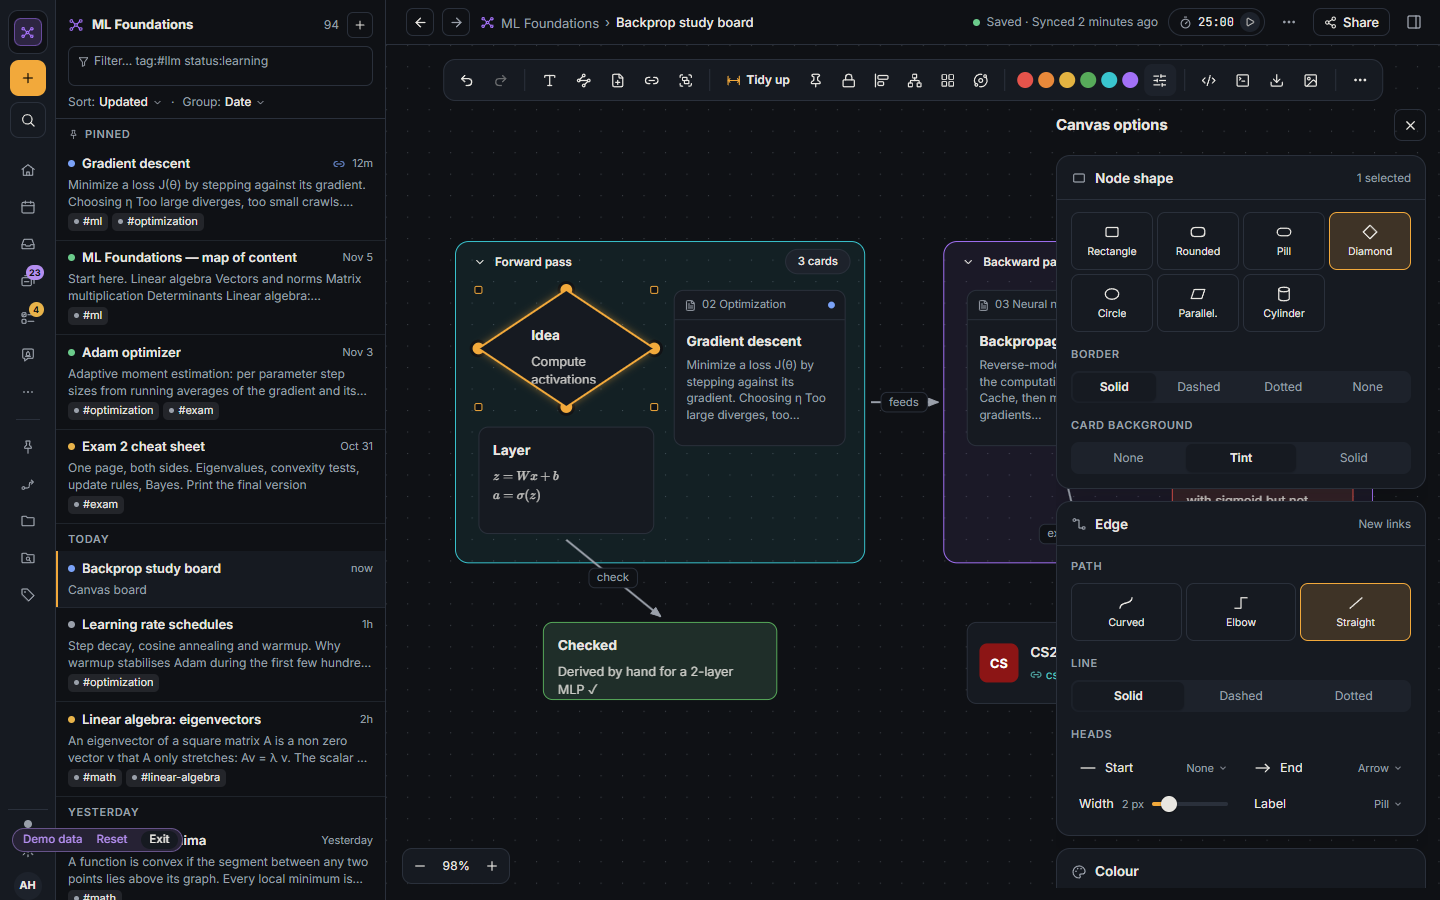 ML Foundations 94 +
Filter... tag:#llm status:learning
Sort: Updated · Group: Date
PINNED
Gradient descent 12m
Minimize a loss J(θ) by stepping against its gradient.
Choosing η Too large diverges, too small crawls....
#ml #optimization
ML Foundations — map of content Nov 5
Start here. Linear algebra Vectors and norms Matrix
multiplication Determinants Linear algebra:...
#ml
Adam optimizer Nov 3
Adaptive moment estimation: per parameter step
sizes from running averages of the gradient and its...
#optimization #exam
Exam 2 cheat sheet Oct 31
One page, both sides. Eigenvalues, convexity tests,
update rules, Bayes. Print the final version
#exam
TODAY
Backprop study board now
Canvas board
Learning rate schedules 1h
Step decay, cosine annealing and warmup. Why
warmup stabilises Adam during the first few hundre...
#optimization
Linear algebra: eigenvectors 2h
An eigenvector of a square matrix A is a non zero
vector v that A only stretches: Av = λ v. The scalar ...
#math #linear-algebra
YESTERDAY
ima Yesterday
A function is convex if the segment between any two
points lies above its graph. Every local minimum is...
#math
23
4
Demo data Reset Exit
AH
ML Foundations › Backprop study board
Saved · Synced 2 minutes ago
25:00
Share
Tidy up
Forward pass 3 cards
Idea
Compute
activations
02 Optimization
Gradient descent
Minimize a loss J(θ) by
stepping against its
gradient. Choosing η Too
large diverges, too...
Layer
z = Wx + b
a = σ(z)
feeds
check
Checked
Derived by hand for a 2-layer
MLP ✓
Backward pa
03 Neural n
Backpropag
Reverse-mode
the computati
Cache, then m
gradients...
with sigmoid but not
ex
CS
CS2
cs
98%
Canvas options
Node shape 1 selected
Rectangle Rounded Pill Diamond
Circle Parallel. Cylinder
BORDER
Solid Dashed Dotted None
CARD BACKGROUND
None Tint Solid
Edge New links
PATH
Curved Elbow Straight
LINE
Solid Dashed Dotted
HEADS
Start None End Arrow
Width 2 px Label Pill
Colour